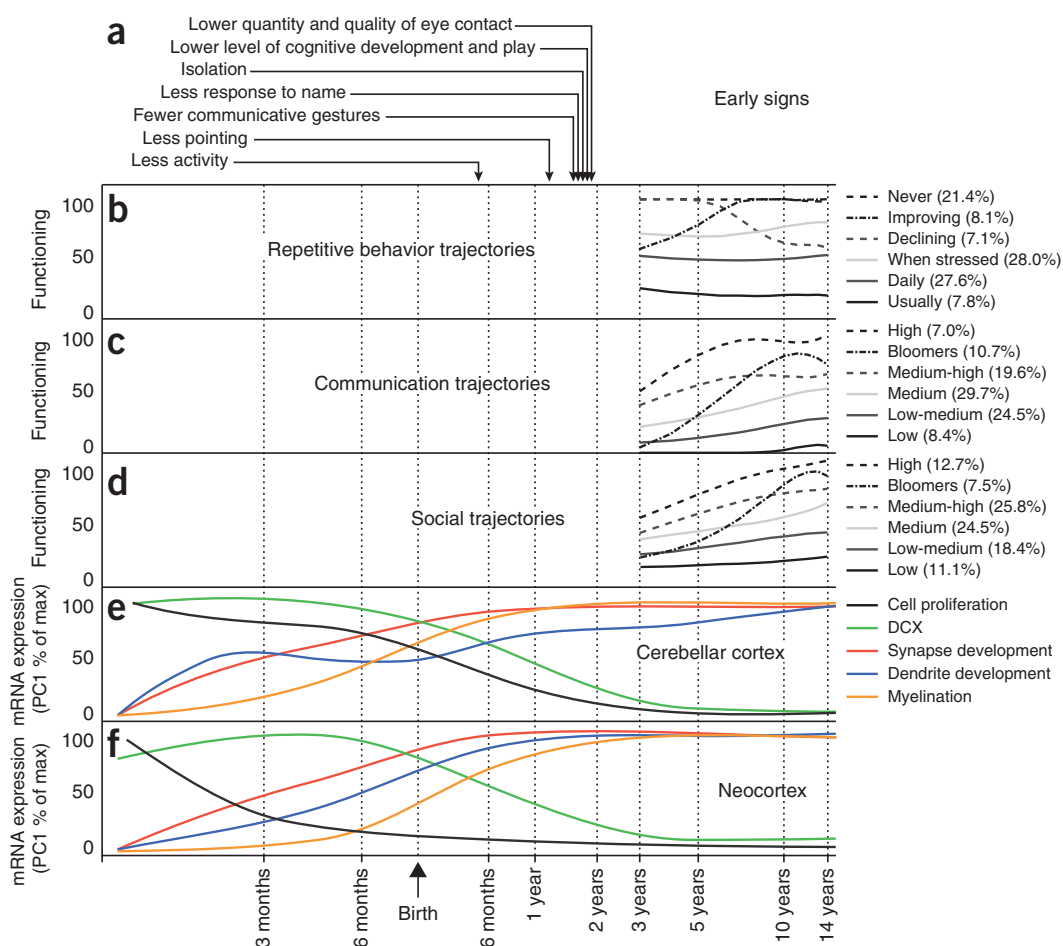 a
Lower quantity and quality of eye contact
Lower level of cognitive development and play
Isolation
Less response to name
Fewer communicative gestures
Less pointing
Less activity
Early signs
b
Functioning
100
50
0
Repetitive behavior trajectories
Never (21.4%)
Improving (8.1%)
Declining (7.1%)
When stressed (28.0%)
Daily (27.6%)
Usually (7.8%)
c
Functioning
100
50
0
Communication trajectories
High (7.0%)
Bloomers (10.7%)
Medium-high (19.6%)
Medium (29.7%)
Low-medium (24.5%)
Low (8.4%)
d
Functioning
100
50
0
Social trajectories
High (12.7%)
Bloomers (7.5%)
Medium-high (25.8%)
Medium (24.5%)
Low-medium (18.4%)
Low (11.1%)
e
mRNA expression
(PC1 % of max)
100
50
0
Cerebellar cortex
Cell proliferation
DCX
Synapse development
Dendrite development
Myelination
f
mRNA expression
(PC1 % of max)
100
50
0
Neocortex
3 months
6 months
Birth
6 months
1 year
2 years
3 years
5 years
10 years
14 years